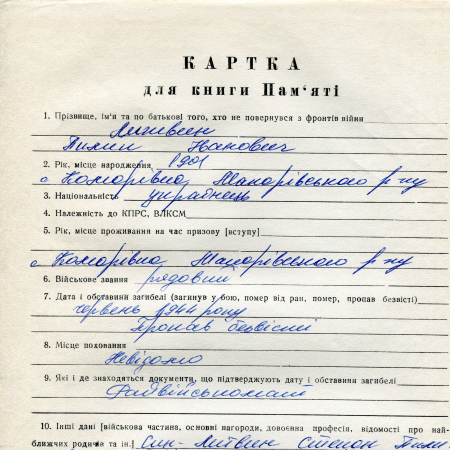 КАРТКА
для книги Пам'яті
1. Прізвище, ім'я та по батькові того, хто не повернувся з фронтів війни
Литвин
Пилип Іванович
2. Рік, місце народження 1901
с Комарівка, Макарівського р-ну
3. Національність українець
4. Належність до КПРС, ВЛКСМ
5. Рік, місце проживання на час призову [вступу]
с Комарівка Макарівського р-ну
6. Військове звання рядовий
7. Дата і обставини загибелі (загинув у бою, помер від ран, помер, пропав безвісті)
червень 1944 року
Пропав безвісті
8. Місце поховання
Невідомо
9. Які і де знаходяться документи, що підтверджують дату і обставини загибелі
Райвійськомат
10. Інші дані [військова частина, основні нагороди, довоєнна професія, відомості про най-
ближчих родичів та ін.] Син-Литвин Степан